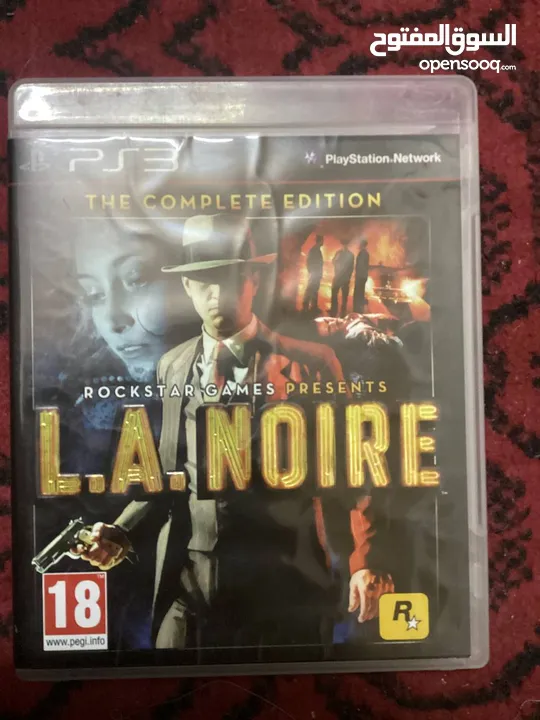 السوق المفتوح
opensooq.com
PS3
PlayStation®Network
THE COMPLETE EDITION
ROCKSTAR GAMES PRESENTS
L.A. NOIRE
18
www.pegi.info
R